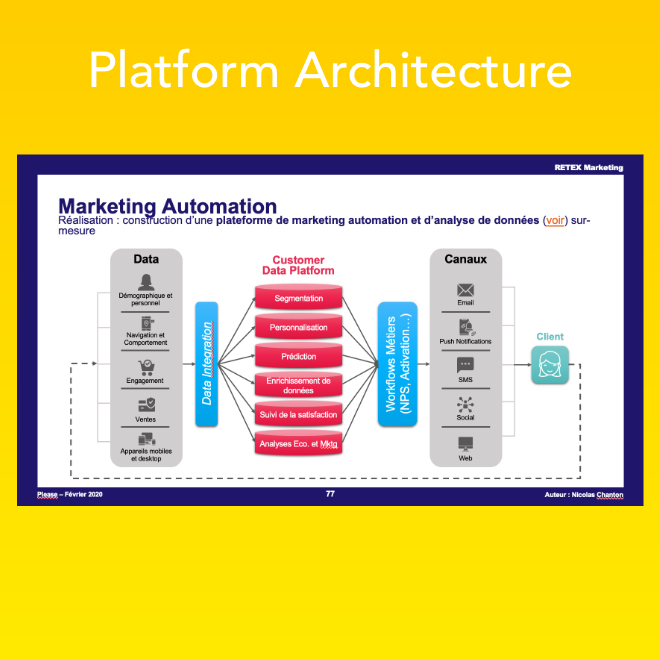 Platform Architecture
RETEX Marketing
Marketing Automation
Réalisation : construction d'une plateforme de marketing automation et d'analyse de données (voir) sur-
mesure
Data
Démographique et
personnel
Navigation et
Comportement
Engagement
Ventes
Appareils mobiles
et desktop
Data Integration
Customer
Data Platform
Segmentation
Personnalisation
Prédiction
Enrichissement de
données
Suivi de la satisfaction
Analyses Eco. et Mktg
Workflows Métiers
(NPS, Activation...)
Canaux
Email
Push Notifications
SMS
Social
Web
Client
Please – Février 2020
77
Auteur : Nicolas Chanton